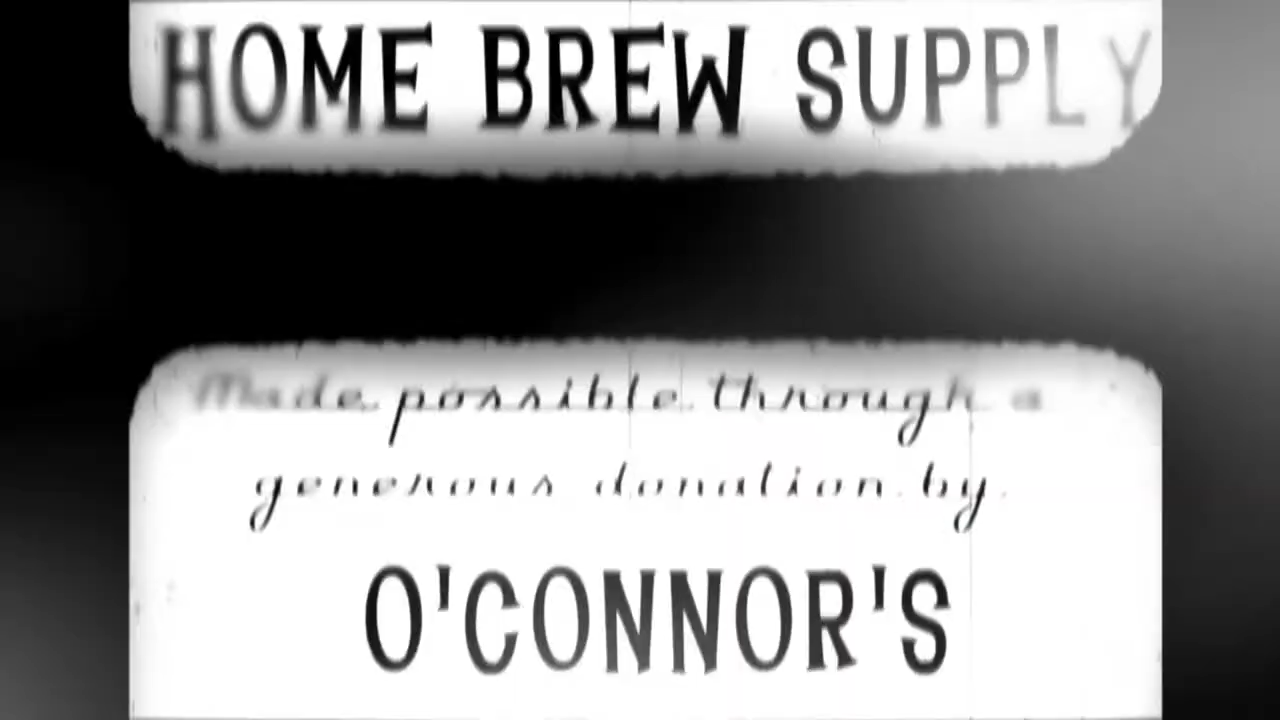 HOME BREW SUPPLY
Made possible through a
generous donation by
O'CONNOR'S